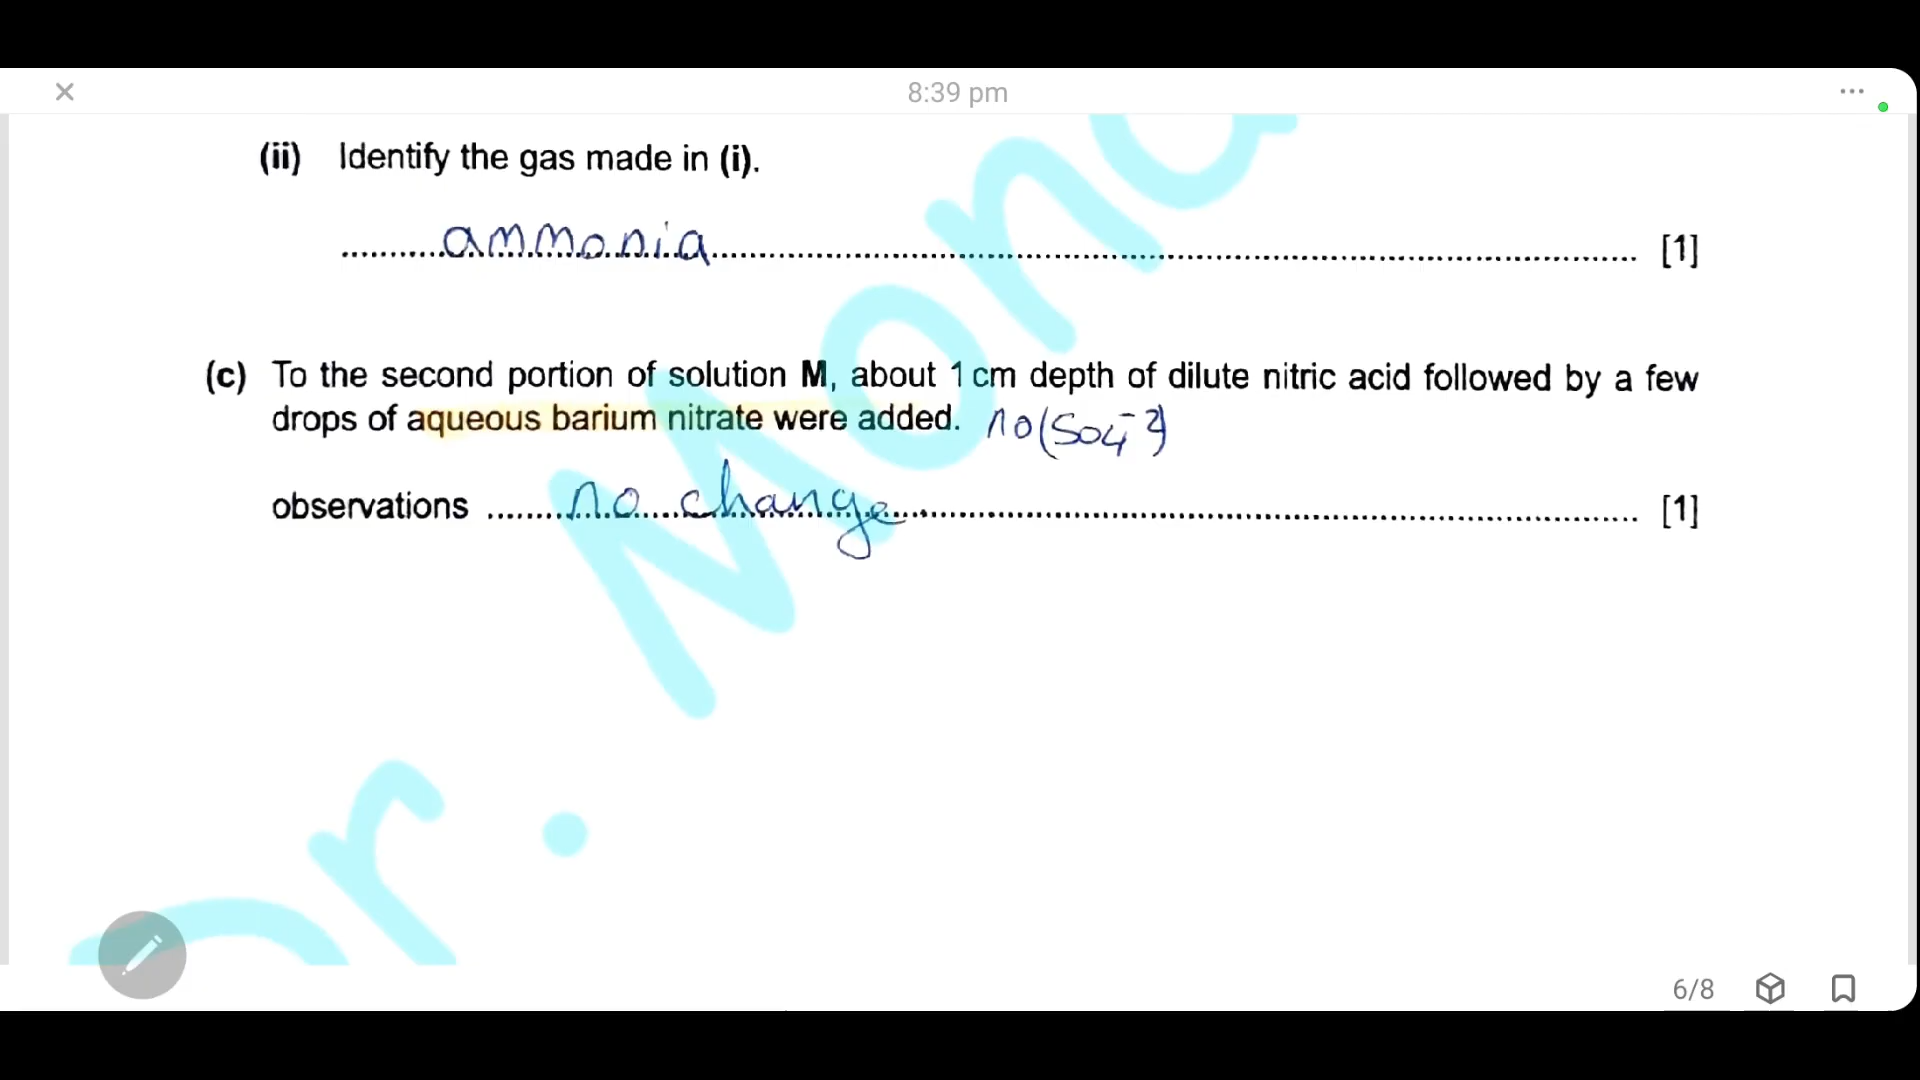 8:39 pm
(ii) Identify the gas made in (i).
ammonia [1]
(c) To the second portion of solution M, about 1 cm depth of dilute nitric acid followed by a few
drops of aqueous barium nitrate were added. no(SO4⁻²)
observations no change [1]
Dr. Mona
6/8